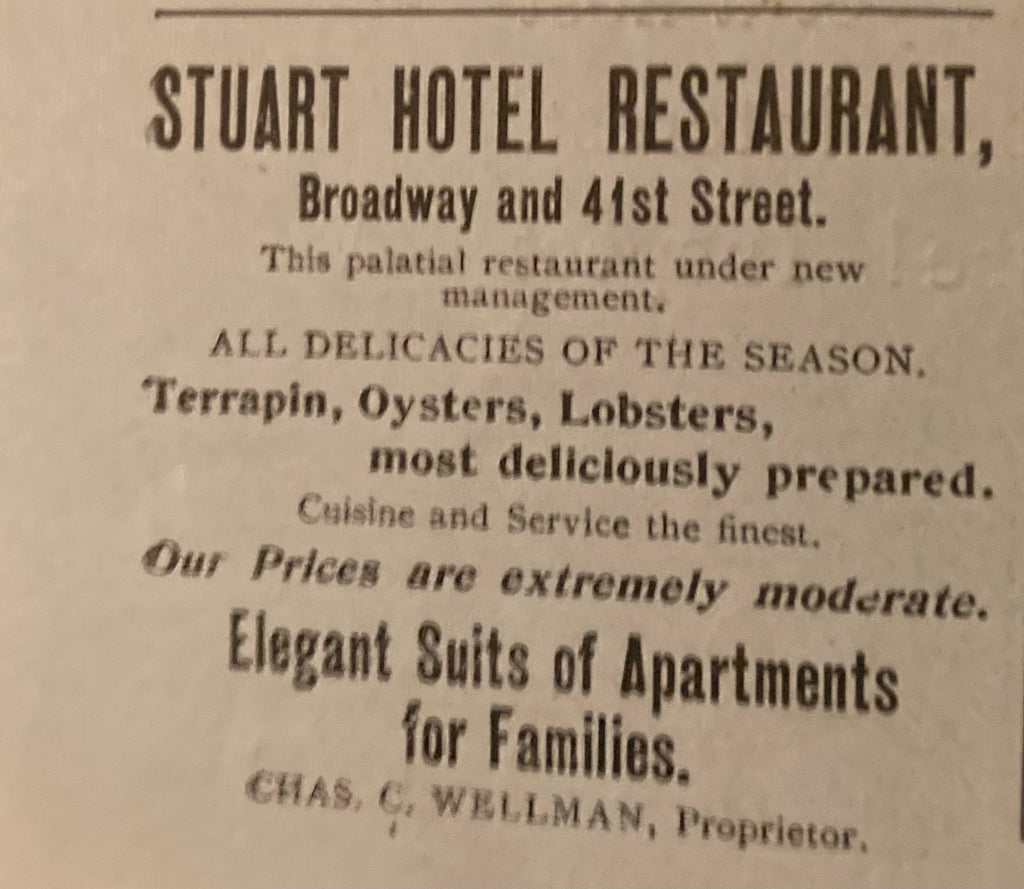 STUART HOTEL RESTAURANT,
Broadway and 41st Street.
This palatial restaurant under new
management.
ALL DELICACIES OF THE SEASON.
Terrapin, Oysters, Lobsters,
most deliciously prepared.
Cuisine and Service the finest.
Our Prices are extremely moderate.
Elegant Suits of Apartments
for Families.
CHAS. C. WELLMAN, Proprietor.